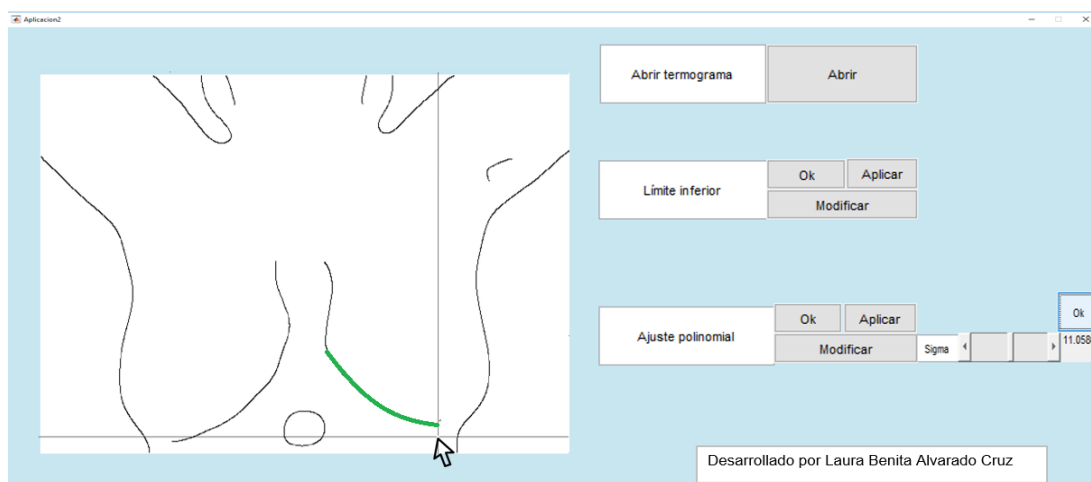 Aplicacion2
Abrir termograma
Abrir
Límite inferior
Ok
Aplicar
Modificar
Ajuste polinomial
Ok
Aplicar
Modificar
Sigma
Ok
11.058
Desarrollado por Laura Benita Alvarado Cruz